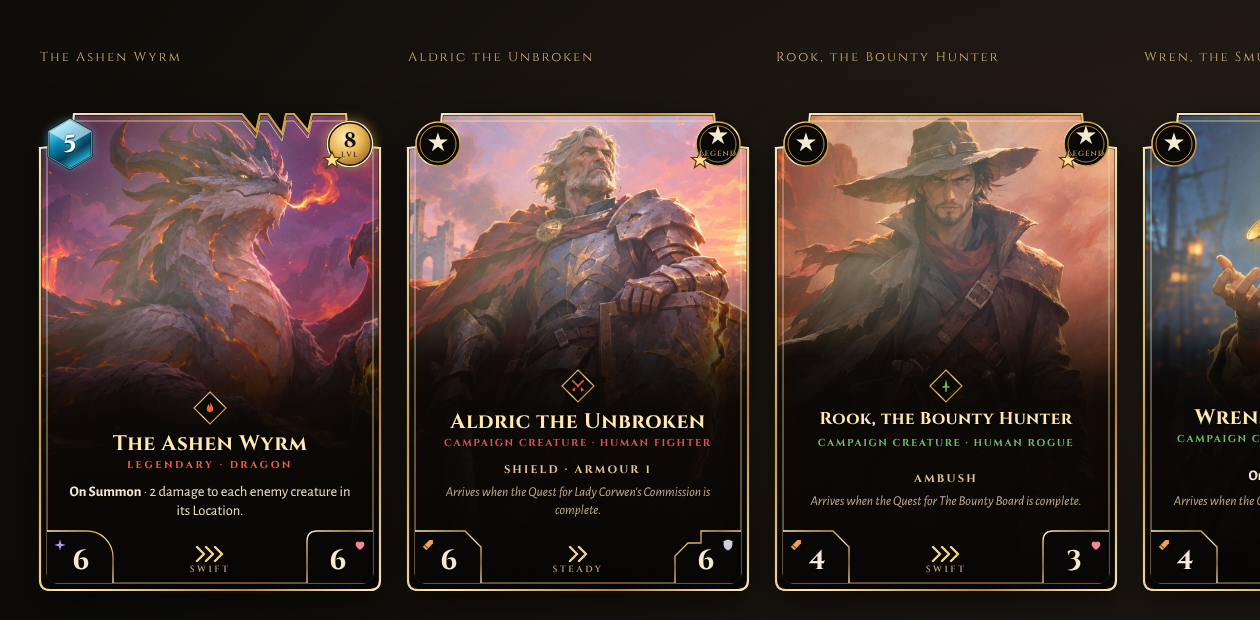 The Ashen Wyrm
Aldric the Unbroken
Rook, the Bounty Hunter
Wren, the
5
8
LVL
The Ashen Wyrm
LEGENDARY · DRAGON
On Summon · 2 damage to each enemy creature in
its Location.
6
SWIFT
6
LEGEND
Aldric the Unbroken
CAMPAIGN CREATURE · HUMAN FIGHTER
SHIELD · ARMOUR 1
Arrives when the Quest for Lady Corwen's Commission is
complete.
6
STEADY
6
LEGEND
Rook, the Bounty Hunter
CAMPAIGN CREATURE · HUMAN ROGUE
AMBUSH
Arrives when the Quest for The Bounty Board is complete.
4
SWIFT
3
Wren
CAMPAIGN
Arrives when the
4